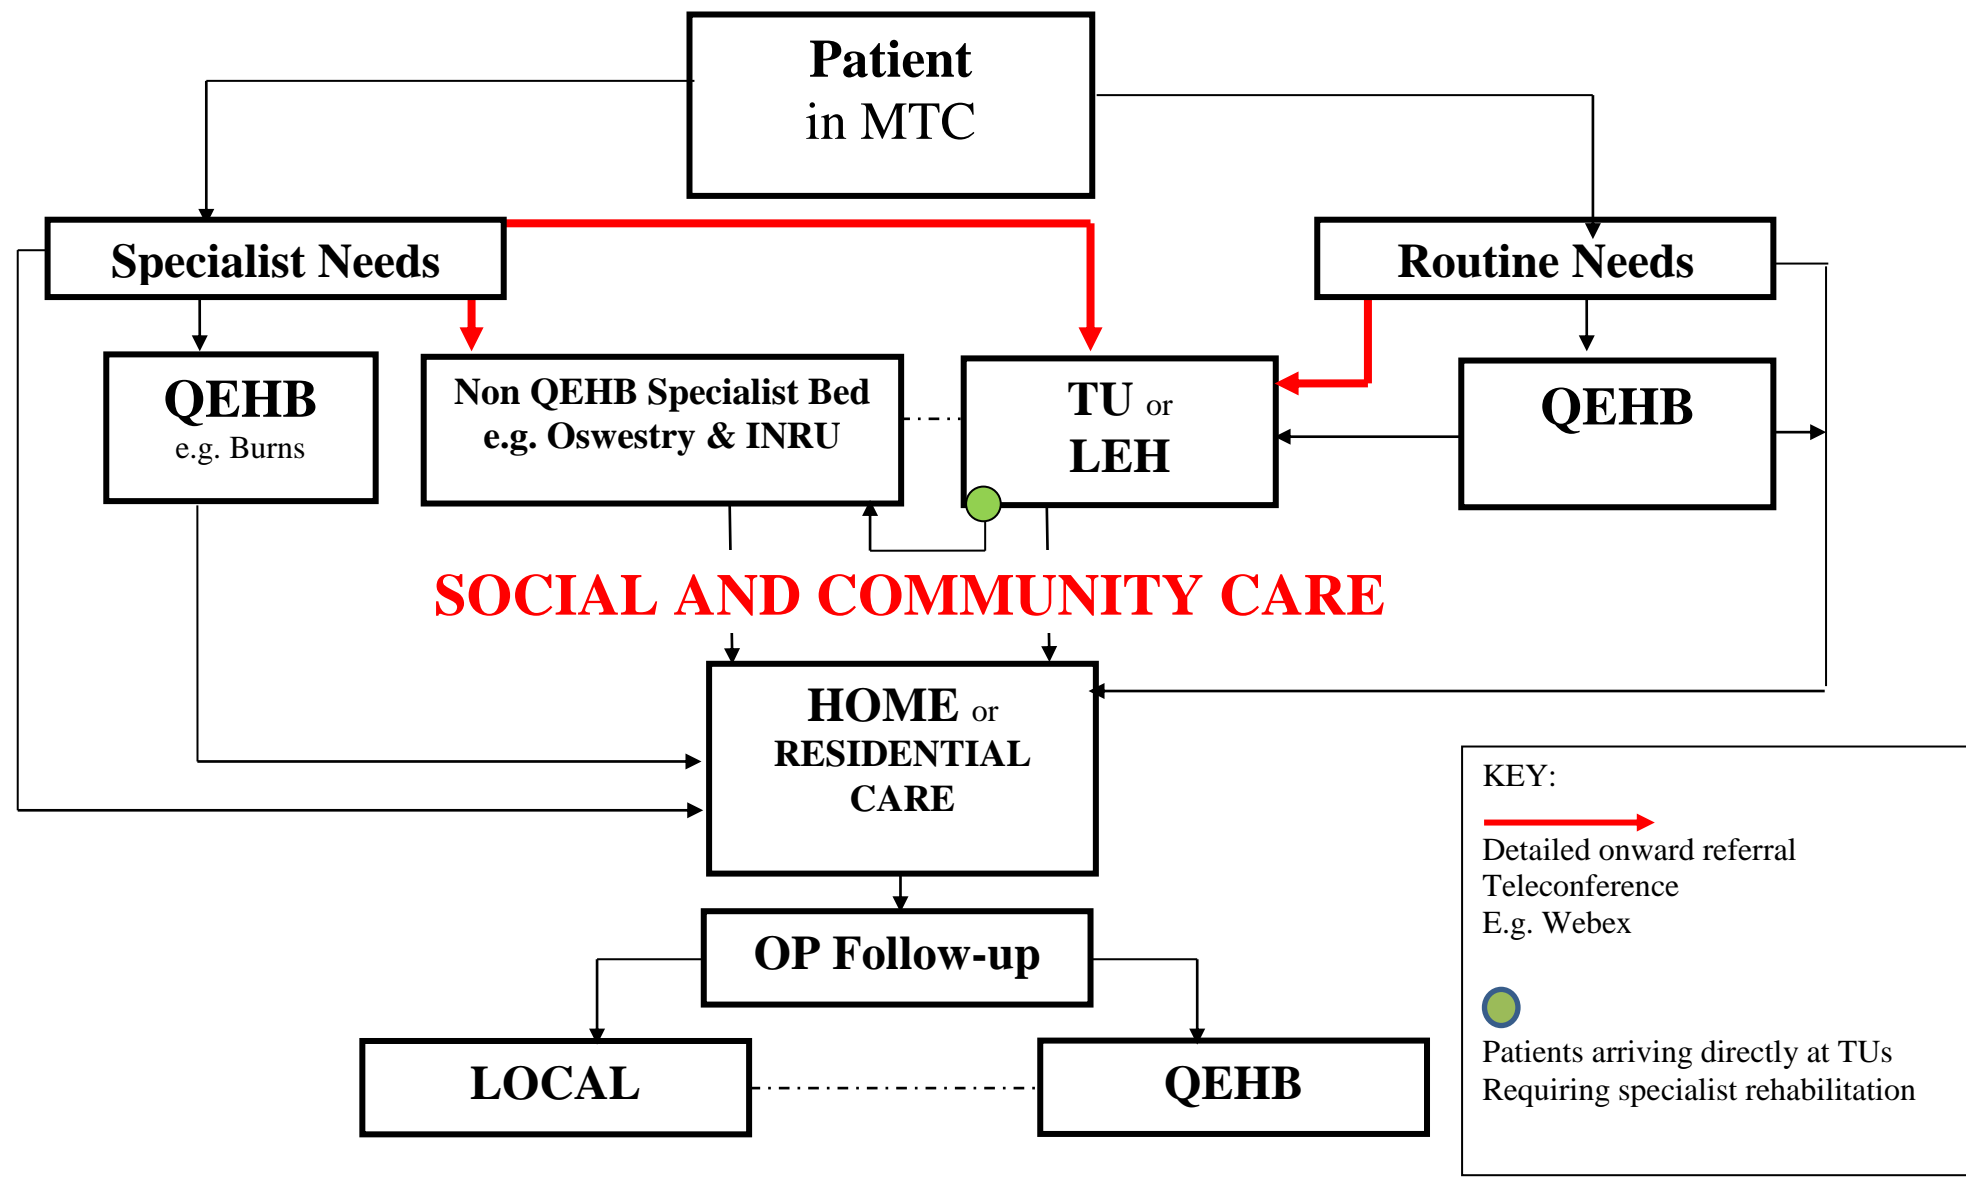 Patient
in MTC
Specialist Needs
Routine Needs
QEHB
e.g. Burns
Non QEHB Specialist Bed
e.g. Oswestry & INRU
TU or
LEH
QEHB
SOCIAL AND COMMUNITY CARE
HOME or
RESIDENTIAL
CARE
OP Follow-up
LOCAL
QEHB
KEY:
Detailed onward referral
Teleconference
E.g. Webex
Patients arriving directly at TUs
Requiring specialist rehabilitation